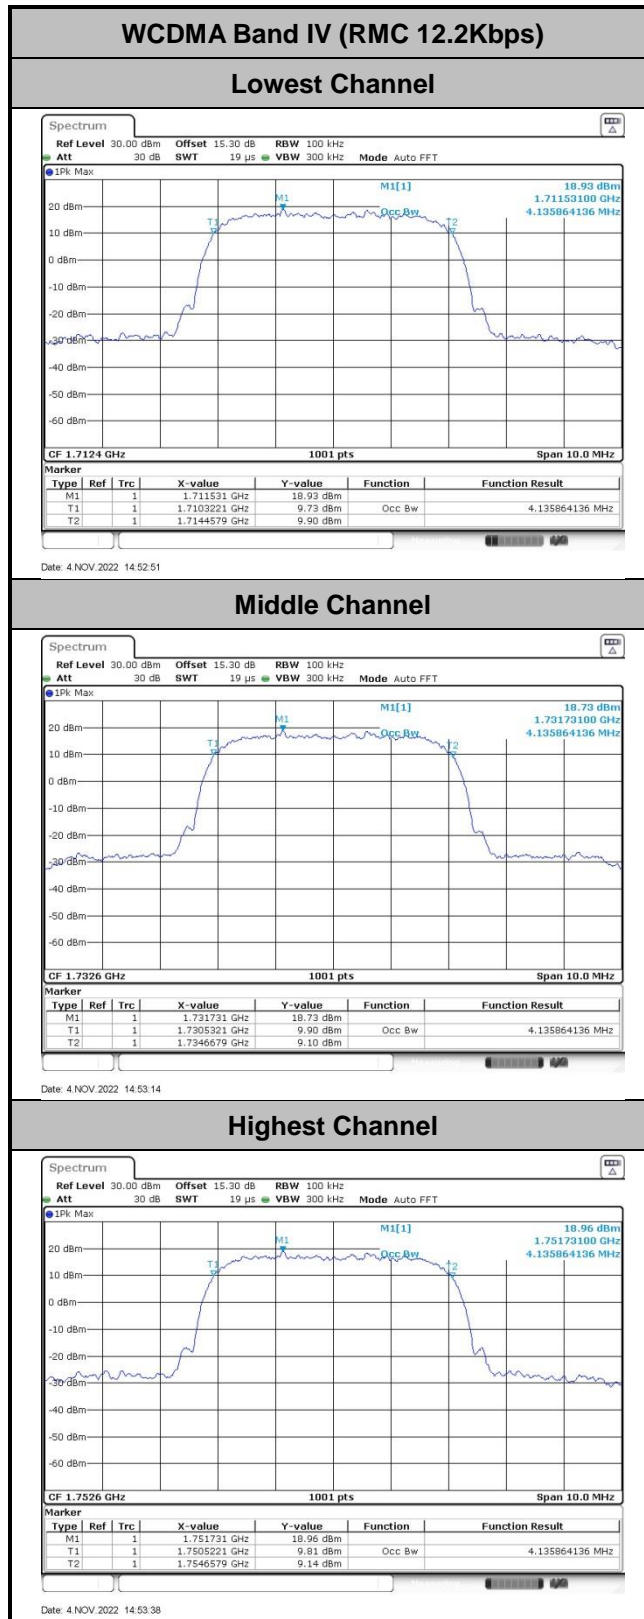 WCDMA Band IV (RMC 12.2Kbps)
Lowest Channel
Spectrum
Ref Level 30.00 dBm Offset 15.30 dB RBW 100 kHz
Att 30 dB SWT 19 µs VBW 300 kHz Mode Auto FFT
1Pk Max
M1[1] 18.93 dBm
1.71153100 GHz
Occ Bw 4.135864136 MHz
M1
T1
T2
20 dBm
10 dBm
0 dBm
-10 dBm
-20 dBm
-30 dBm
-40 dBm
-50 dBm
-60 dBm
CF 1.7124 GHz 1001 pts Span 10.0 MHz
Marker
Type Ref Trc X-value Y-value Function Function Result
M1 1 1.711531 GHz 18.93 dBm
T1 1 1.7103221 GHz 9.73 dBm Occ Bw 4.135864136 MHz
T2 1 1.7144579 GHz 9.90 dBm
Date: 4.NOV.2022 14:52:51
Middle Channel
Spectrum
Ref Level 30.00 dBm Offset 15.30 dB RBW 100 kHz
Att 30 dB SWT 19 µs VBW 300 kHz Mode Auto FFT
1Pk Max
M1[1] 18.73 dBm
1.73173100 GHz
Occ Bw 4.135864136 MHz
M1
T1
T2
20 dBm
10 dBm
0 dBm
-10 dBm
-20 dBm
-30 dBm
-40 dBm
-50 dBm
-60 dBm
CF 1.7326 GHz 1001 pts Span 10.0 MHz
Marker
Type Ref Trc X-value Y-value Function Function Result
M1 1 1.731731 GHz 18.73 dBm
T1 1 1.7305321 GHz 9.90 dBm Occ Bw 4.135864136 MHz
T2 1 1.7346679 GHz 9.10 dBm
Date: 4.NOV.2022 14:53:14
Highest Channel
Spectrum
Ref Level 30.00 dBm Offset 15.30 dB RBW 100 kHz
Att 30 dB SWT 19 µs VBW 300 kHz Mode Auto FFT
1Pk Max
M1[1] 18.96 dBm
1.75173100 GHz
Occ Bw 4.135864136 MHz
M1
T1
T2
20 dBm
10 dBm
0 dBm
-10 dBm
-20 dBm
-30 dBm
-40 dBm
-50 dBm
-60 dBm
CF 1.7526 GHz 1001 pts Span 10.0 MHz
Marker
Type Ref Trc X-value Y-value Function Function Result
M1 1 1.751731 GHz 18.96 dBm
T1 1 1.7505221 GHz 9.81 dBm Occ Bw 4.135864136 MHz
T2 1 1.7546579 GHz 9.14 dBm
Date: 4.NOV.2022 14:53:38